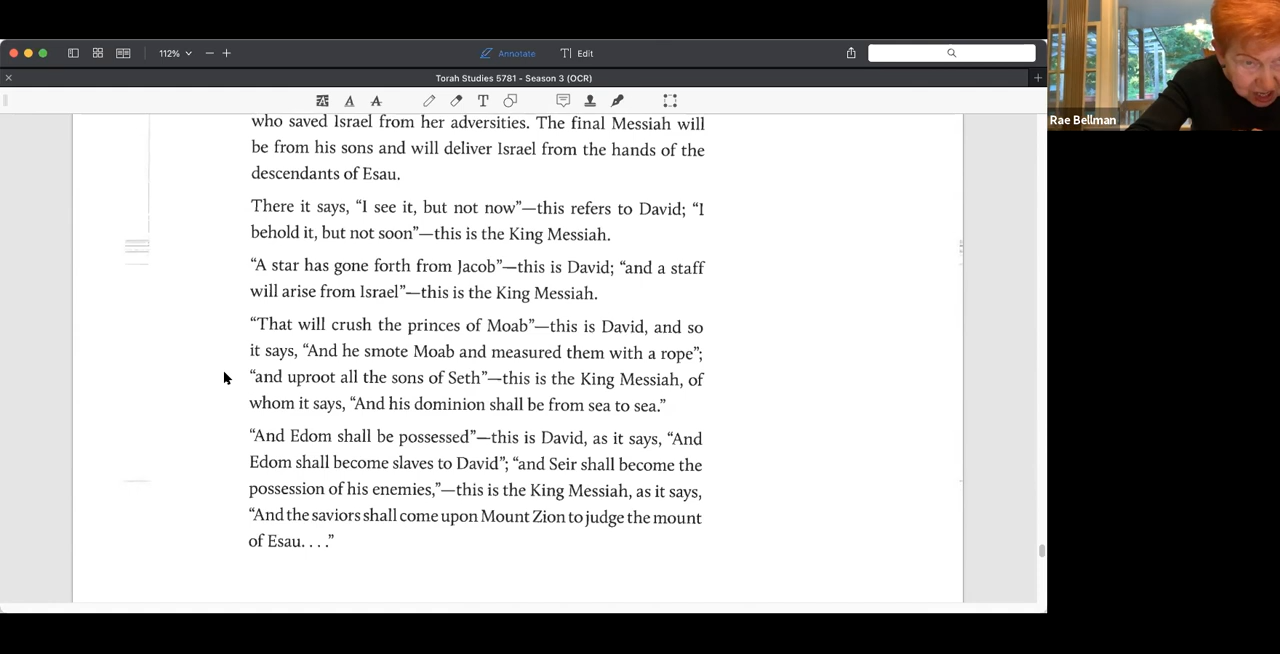 112%
Annotate
Edit
Torah Studies 5781 - Season 3 (OCR)
Rae Bellman
who saved Israel from her adversities. The final Messiah will
be from his sons and will deliver Israel from the hands of the
descendants of Esau.
There it says, “I see it, but not now”—this refers to David; “I
behold it, but not soon”—this is the King Messiah.
“A star has gone forth from Jacob”—this is David; “and a staff
will arise from Israel”—this is the King Messiah.
“That will crush the princes of Moab”—this is David, and so
it says, “And he smote Moab and measured them with a rope”;
“and uproot all the sons of Seth”—this is the King Messiah, of
whom it says, “And his dominion shall be from sea to sea.”
“And Edom shall be possessed”—this is David, as it says, “And
Edom shall become slaves to David”; “and Seir shall become the
possession of his enemies,”—this is the King Messiah, as it says,
“And the saviors shall come upon Mount Zion to judge the mount
of Esau. . . .”